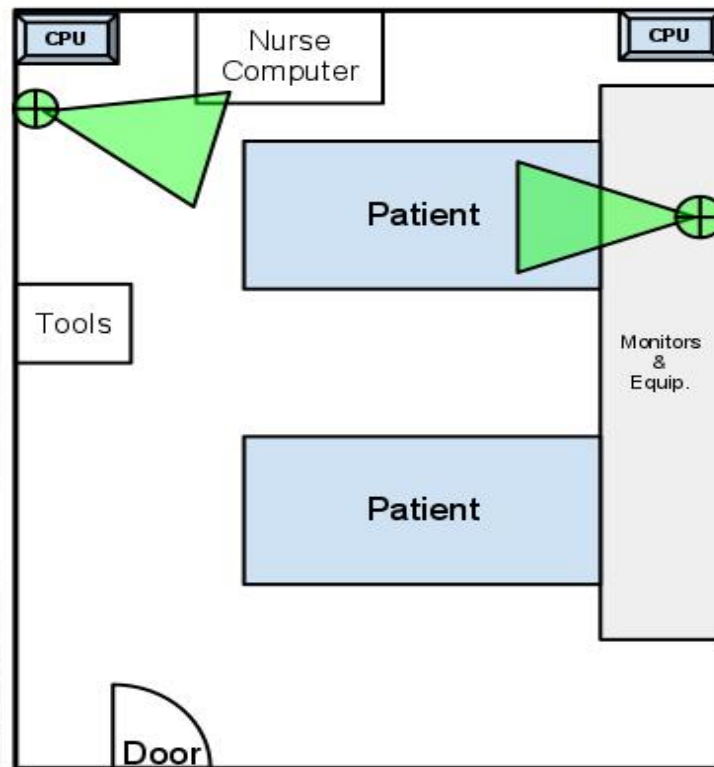 CPU
Nurse
Computer
CPU
Patient
Tools
Monitors
&
Equip.
Patient
Door